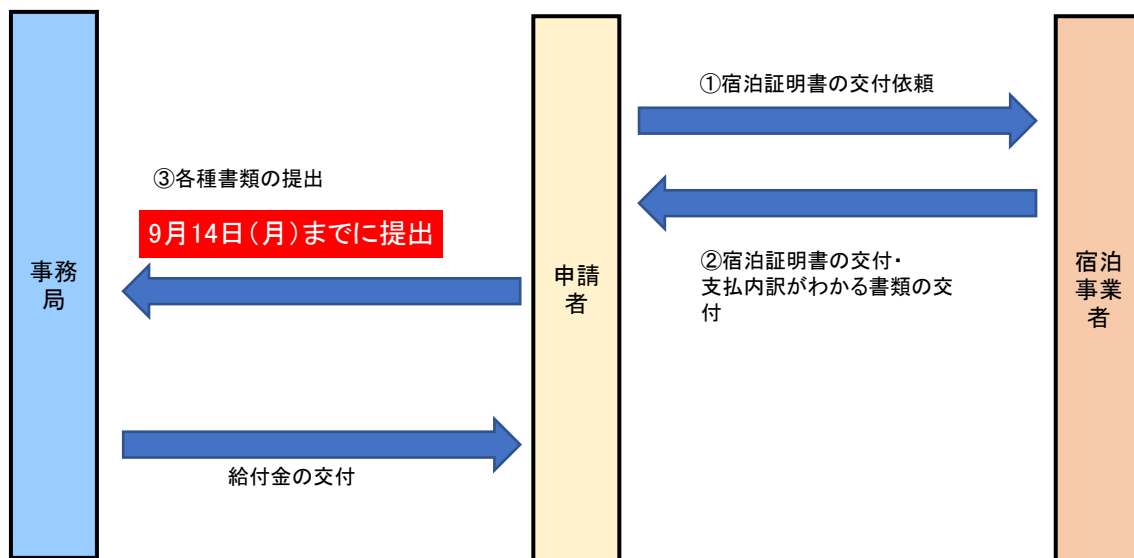 ①宿泊証明書の交付依頼
③各種書類の提出
9月14日(月)までに提出
事務
局
申請
者
宿泊
事業
者
②宿泊証明書の交付・
支払内訳がわかる書類の交
付
給付金の交付